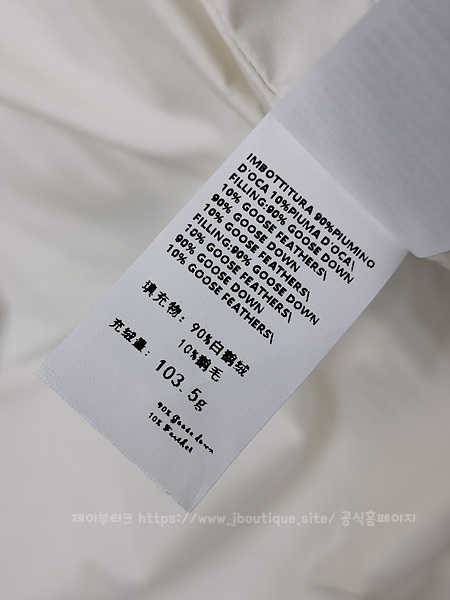 IMBOTTITURA 90%PIUMINO
D'OCA 10%PIUMA D'OCA\
FILLING:90% GOOSE DOWN
10% GOOSE FEATHERS\
90% GOOSE DOWN
10% GOOSE FEATHERS\
FILLING:90% GOOSE DOWN
10% GOOSE FEATHERS\
90% GOOSE DOWN
10% GOOSE FEATHERS\
填充物：90%白鹅绒
10%鹅毛
充绒量：103.5g
90% Goode down
10% Feather
제이부티크 https://www.jboutique.site/ 공식홈페이지